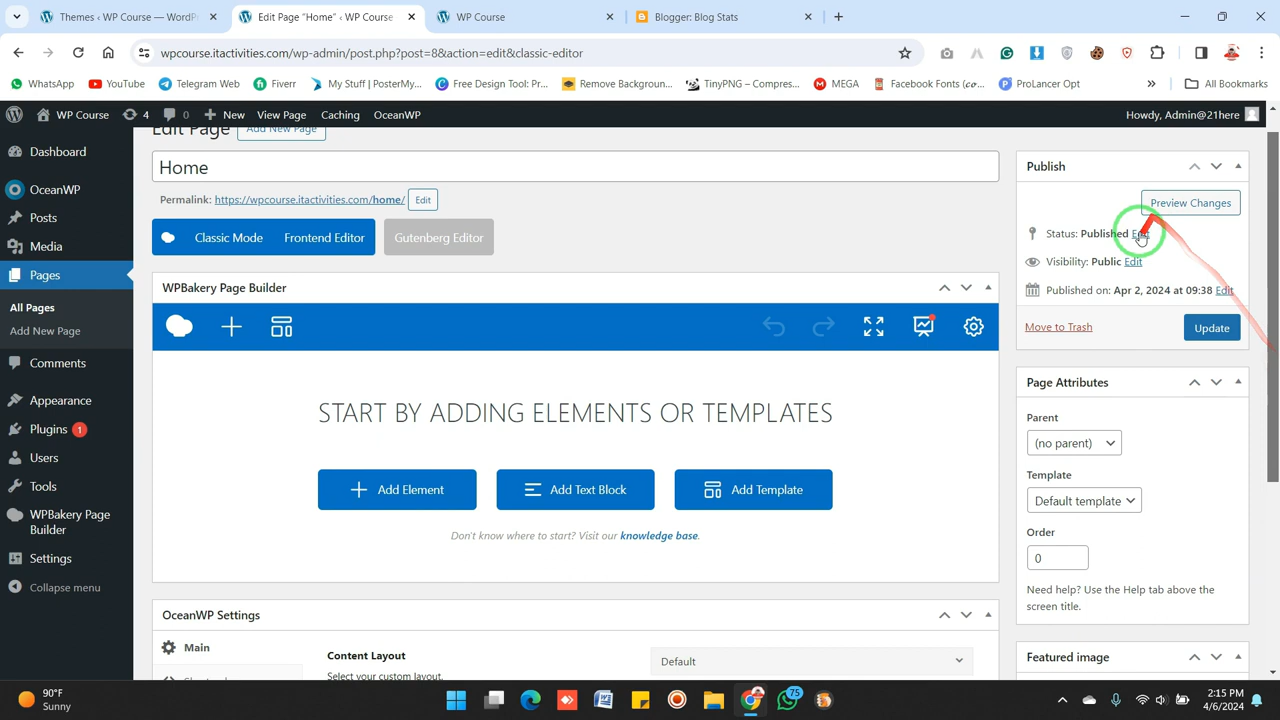 Themes ‹ WP Course — WordP
Edit Page "Home" ‹ WP Course
WP Course
Blogger: Blog Stats
wpcourse.itactivities.com/wp-admin/post.php?post=8&action=edit&classic-editor
WhatsApp
YouTube
Telegram Web
Fiverr
My Stuff | PosterMy...
Free Design Tool: Pr...
Remove Backgroun...
TinyPNG – Compres...
MEGA
Facebook Fonts (co...
ProLancer Opt
All Bookmarks
WP Course
4
0
New
View Page
Caching
OceanWP
Howdy, Admin@21here
Dashboard
OceanWP
Posts
Media
Pages
All Pages
Add New Page
Comments
Appearance
Plugins 1
Users
Tools
WPBakery Page
Builder
Settings
Collapse menu
Edit Page
Add New Page
Home
Permalink: https://wpcourse.itactivities.com/home/ Edit
Classic Mode
Frontend Editor
Gutenberg Editor
WPBakery Page Builder
START BY ADDING ELEMENTS OR TEMPLATES
Add Element
Add Text Block
Add Template
Don't know where to start? Visit our knowledge base.
OceanWP Settings
Main
Content Layout
Select your custom layout.
Default
Publish
Preview Changes
Status: Published Edit
Visibility: Public Edit
Published on: Apr 2, 2024 at 09:38 Edit
Move to Trash
Update
Page Attributes
Parent
(no parent)
Template
Default template
Order
0
Need help? Use the Help tab above the
screen title.
Featured image
90°F
Sunny
75
2:15 PM
4/6/2024